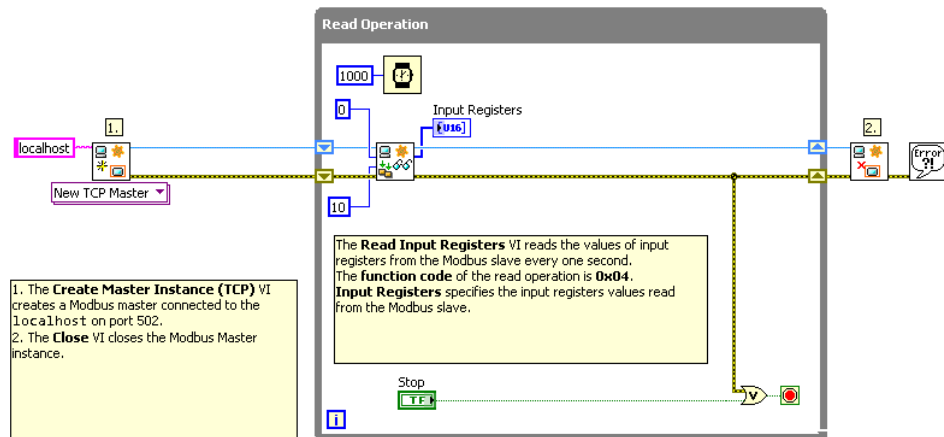 Read Operation
1000
0
Input Registers
U16
1.
2.
localhost
Error
?!
New TCP Master
10
The Read Input Registers VI reads the values of input
registers from the Modbus slave every one second.
The function code of the read operation is 0x04.
Input Registers specifies the input registers values read
from the Modbus slave.
1. The Create Master Instance (TCP) VI
creates a Modbus master connected to the
localhost on port 502.
2. The Close VI closes the Modbus Master
instance.
Stop
TF
V
i